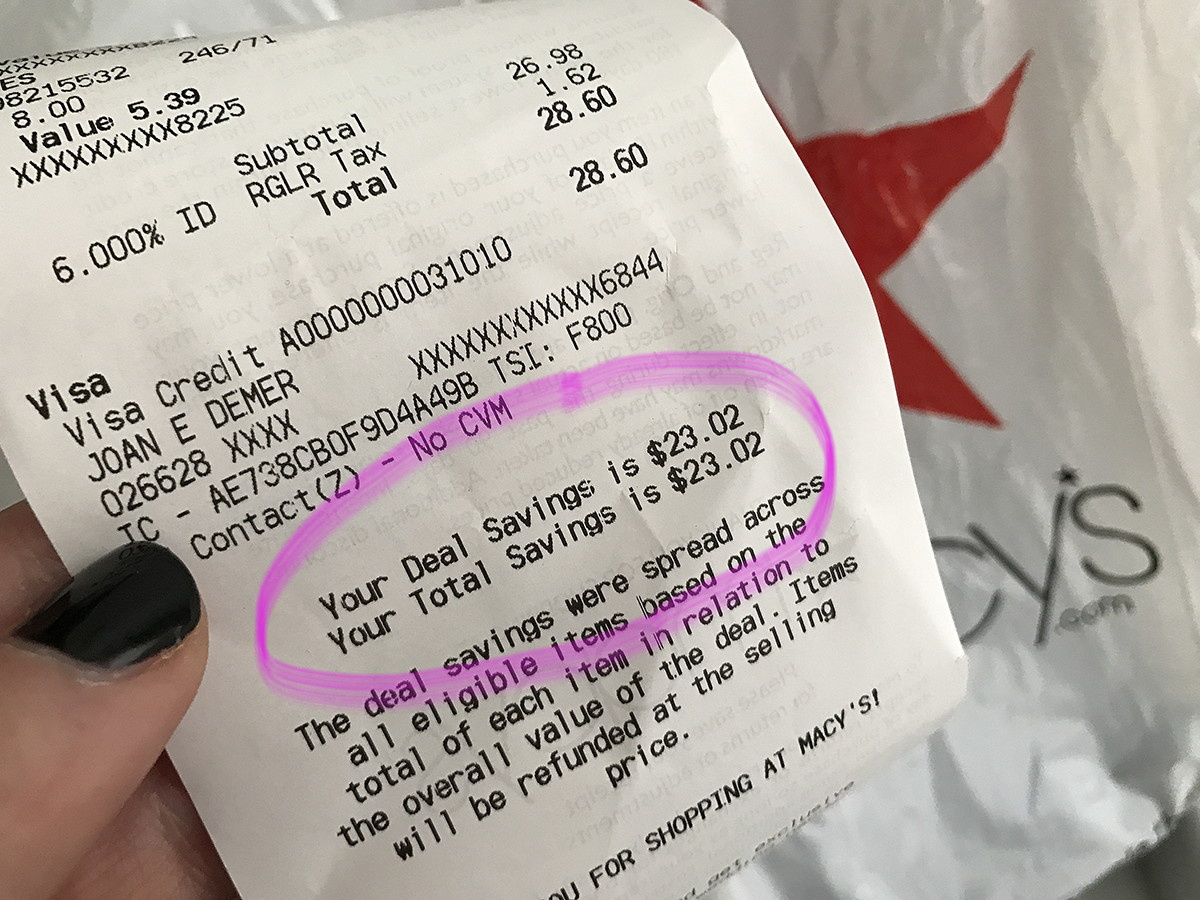 246/71
98215532
8.00
Value 5.39
XXXXXXXXX8225
Subtotal 26.98
6.000% ID RGLR Tax 1.62
Total 28.60
28.60
Visa
Visa Credit A0000000031010
JOAN E DEMER XXXXXXXXXXXX6844
026628 XXXX
TC - AE738CB0F9D4A49B TSI: F800
Contact(Z) - No CVM
Your Deal Savings is $23.02
Your Total Savings is $23.02
The deal savings were spread across
all eligible items based on the
total of each item in relation to
the overall value of the deal. Items
will be refunded at the selling
price.
FOR SHOPPING AT MACY'S!
cy's
.com